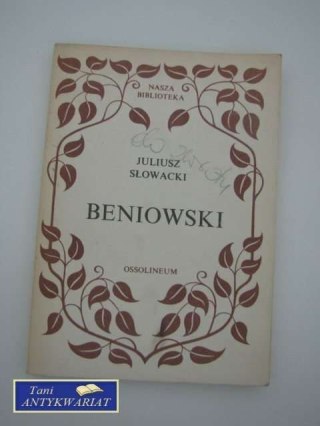 NASZA
BIBLIOTEKA
JULIUSZ
SŁOWACKI
BENIOWSKI
OSSOLINEUM
Tani
ANTYKWARIAT